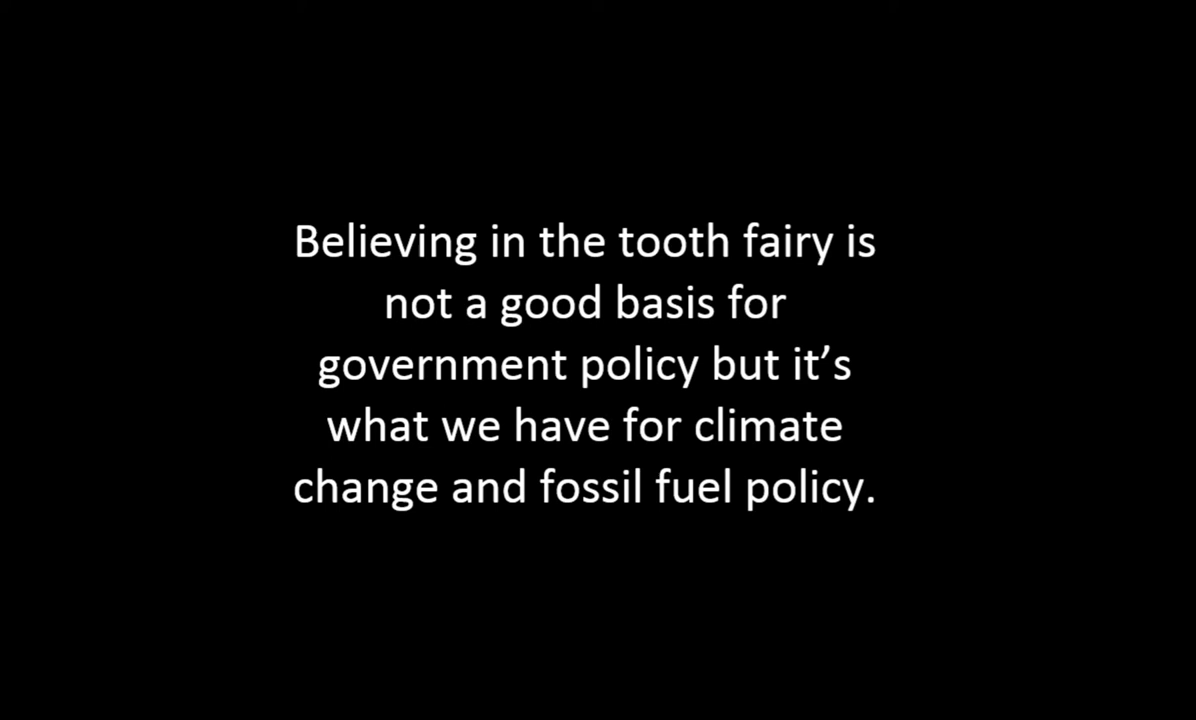 Believing in the tooth fairy is
not a good basis for
government policy but it’s
what we have for climate
change and fossil fuel policy.